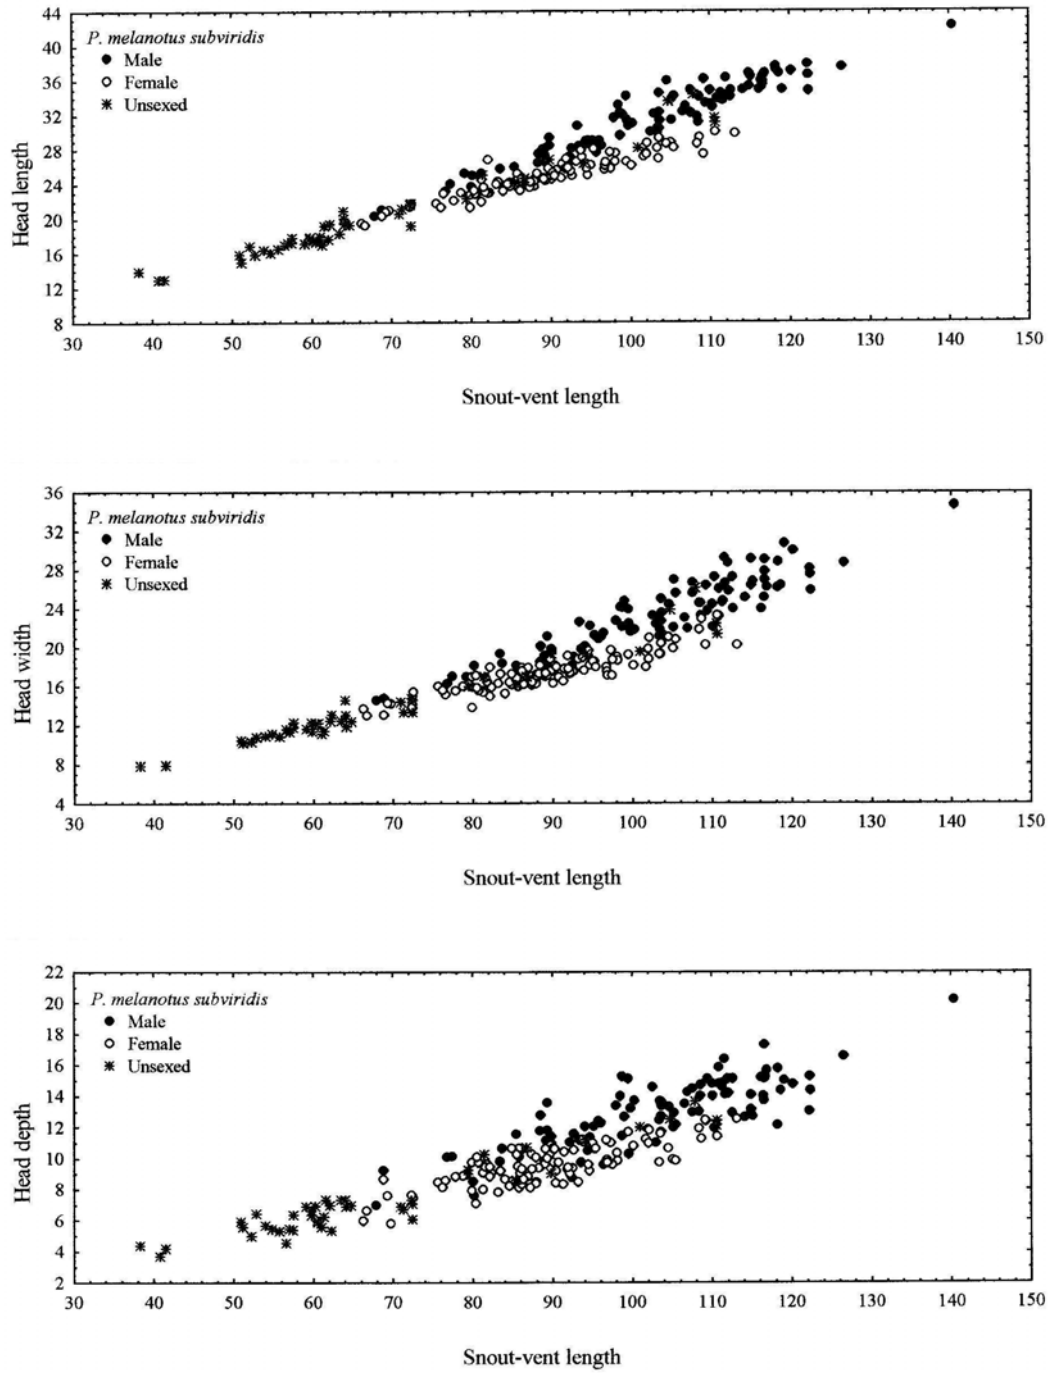 44
40
36
32
28
24
20
16
12
8
Head length
P. melanotus subviridis
Male
Female
Unsexed
30 40 50 60 70 80 90 100 110 120 130 140 150
Snout-vent length
36
32
28
24
20
16
12
8
4
Head width
P. melanotus subviridis
Male
Female
Unsexed
30 40 50 60 70 80 90 100 110 120 130 140 150
Snout-vent length
22
20
18
16
14
12
10
8
6
4
2
Head depth
P. melanotus subviridis
Male
Female
Unsexed
30 40 50 60 70 80 90 100 110 120 130 140 150
Snout-vent length